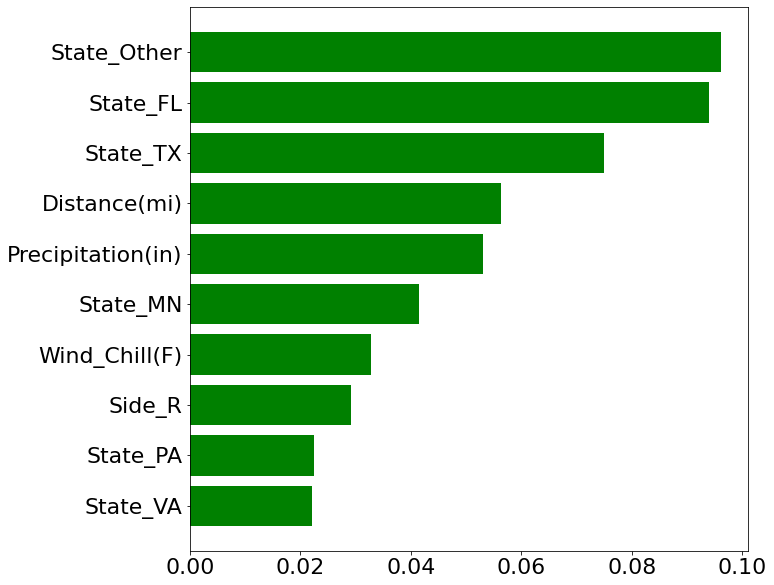 State_Other
State_FL
State_TX
Distance(mi)
Precipitation(in)
State_MN
Wind_Chill(F)
Side_R
State_PA
State_VA
0.00 0.02 0.04 0.06 0.08 0.10